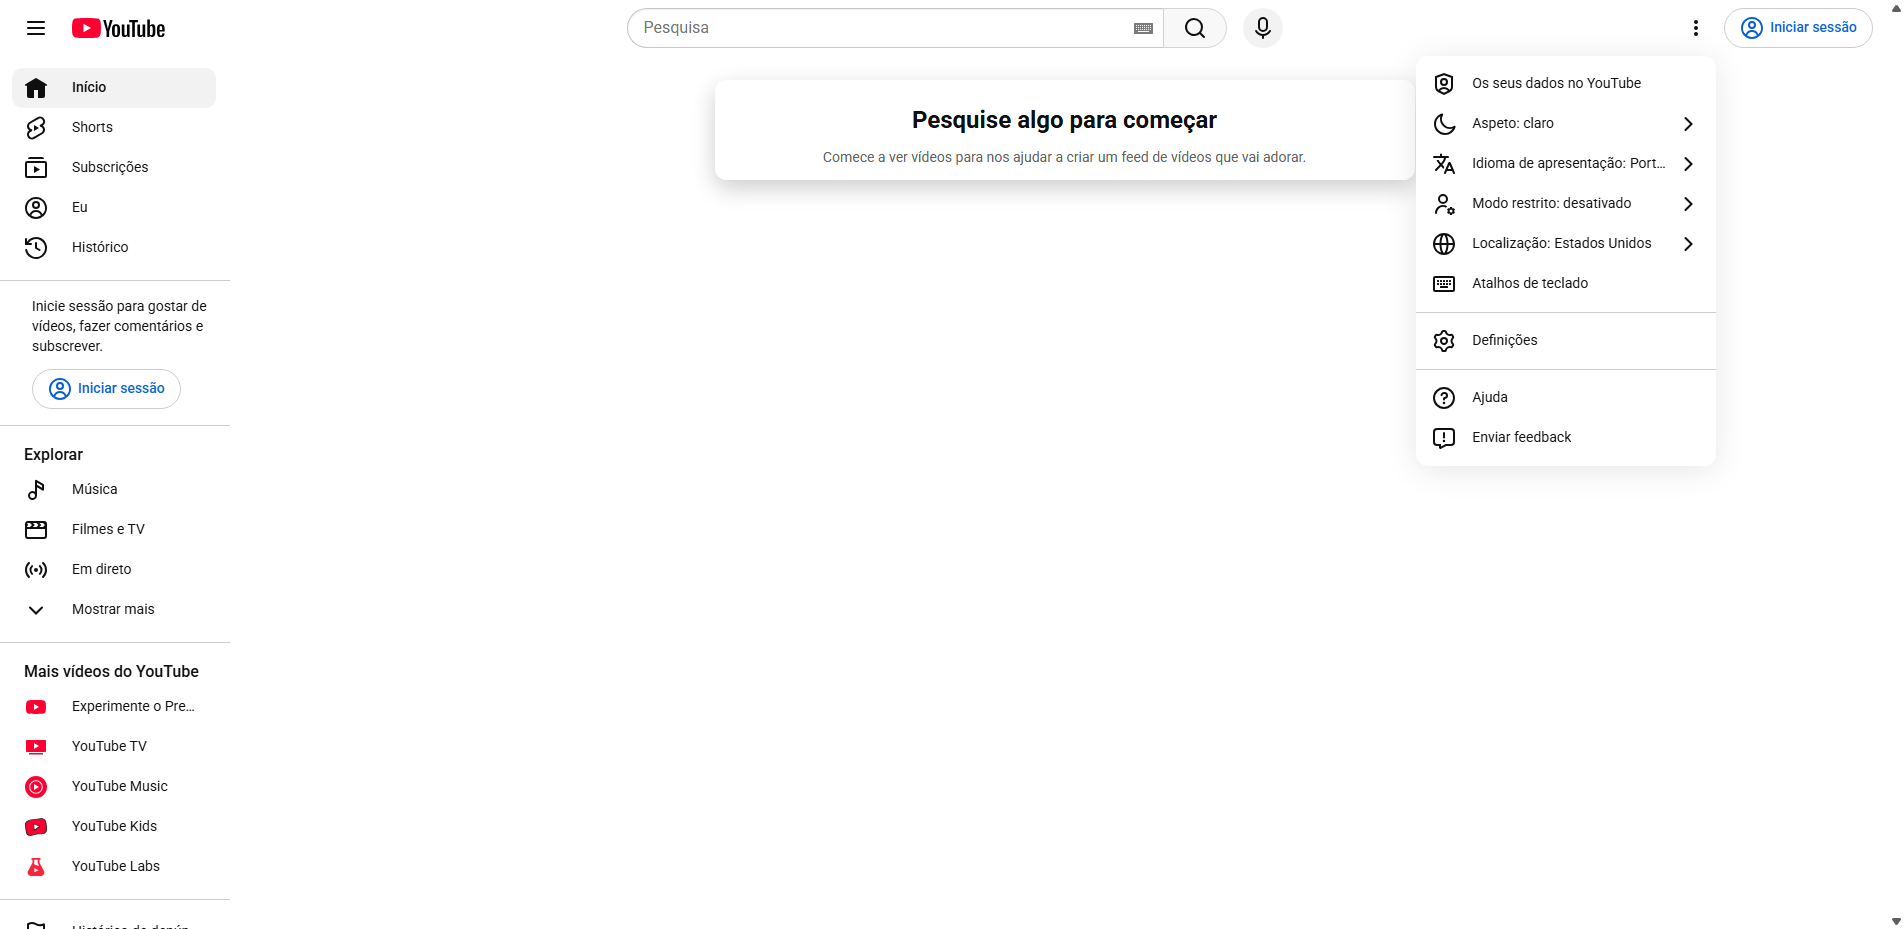 YouTube
Pesquisa
Iniciar sessão
Início
Shorts
Subscrições
Eu
Histórico
Inicie sessão para gostar de
vídeos, fazer comentários e
subscrever.
Iniciar sessão
Explorar
Música
Filmes e TV
Em direto
Mostrar mais
Mais vídeos do YouTube
Experimente o Pre...
YouTube TV
YouTube Music
YouTube Kids
YouTube Labs
Pesquise algo para começar
Comece a ver vídeos para nos ajudar a criar um feed de vídeos que vai adorar.
Os seus dados no YouTube
Aspeto: claro
Idioma de apresentação: Port...
Modo restrito: desativado
Localização: Estados Unidos
Atalhos de teclado
Definições
Ajuda
Enviar feedback